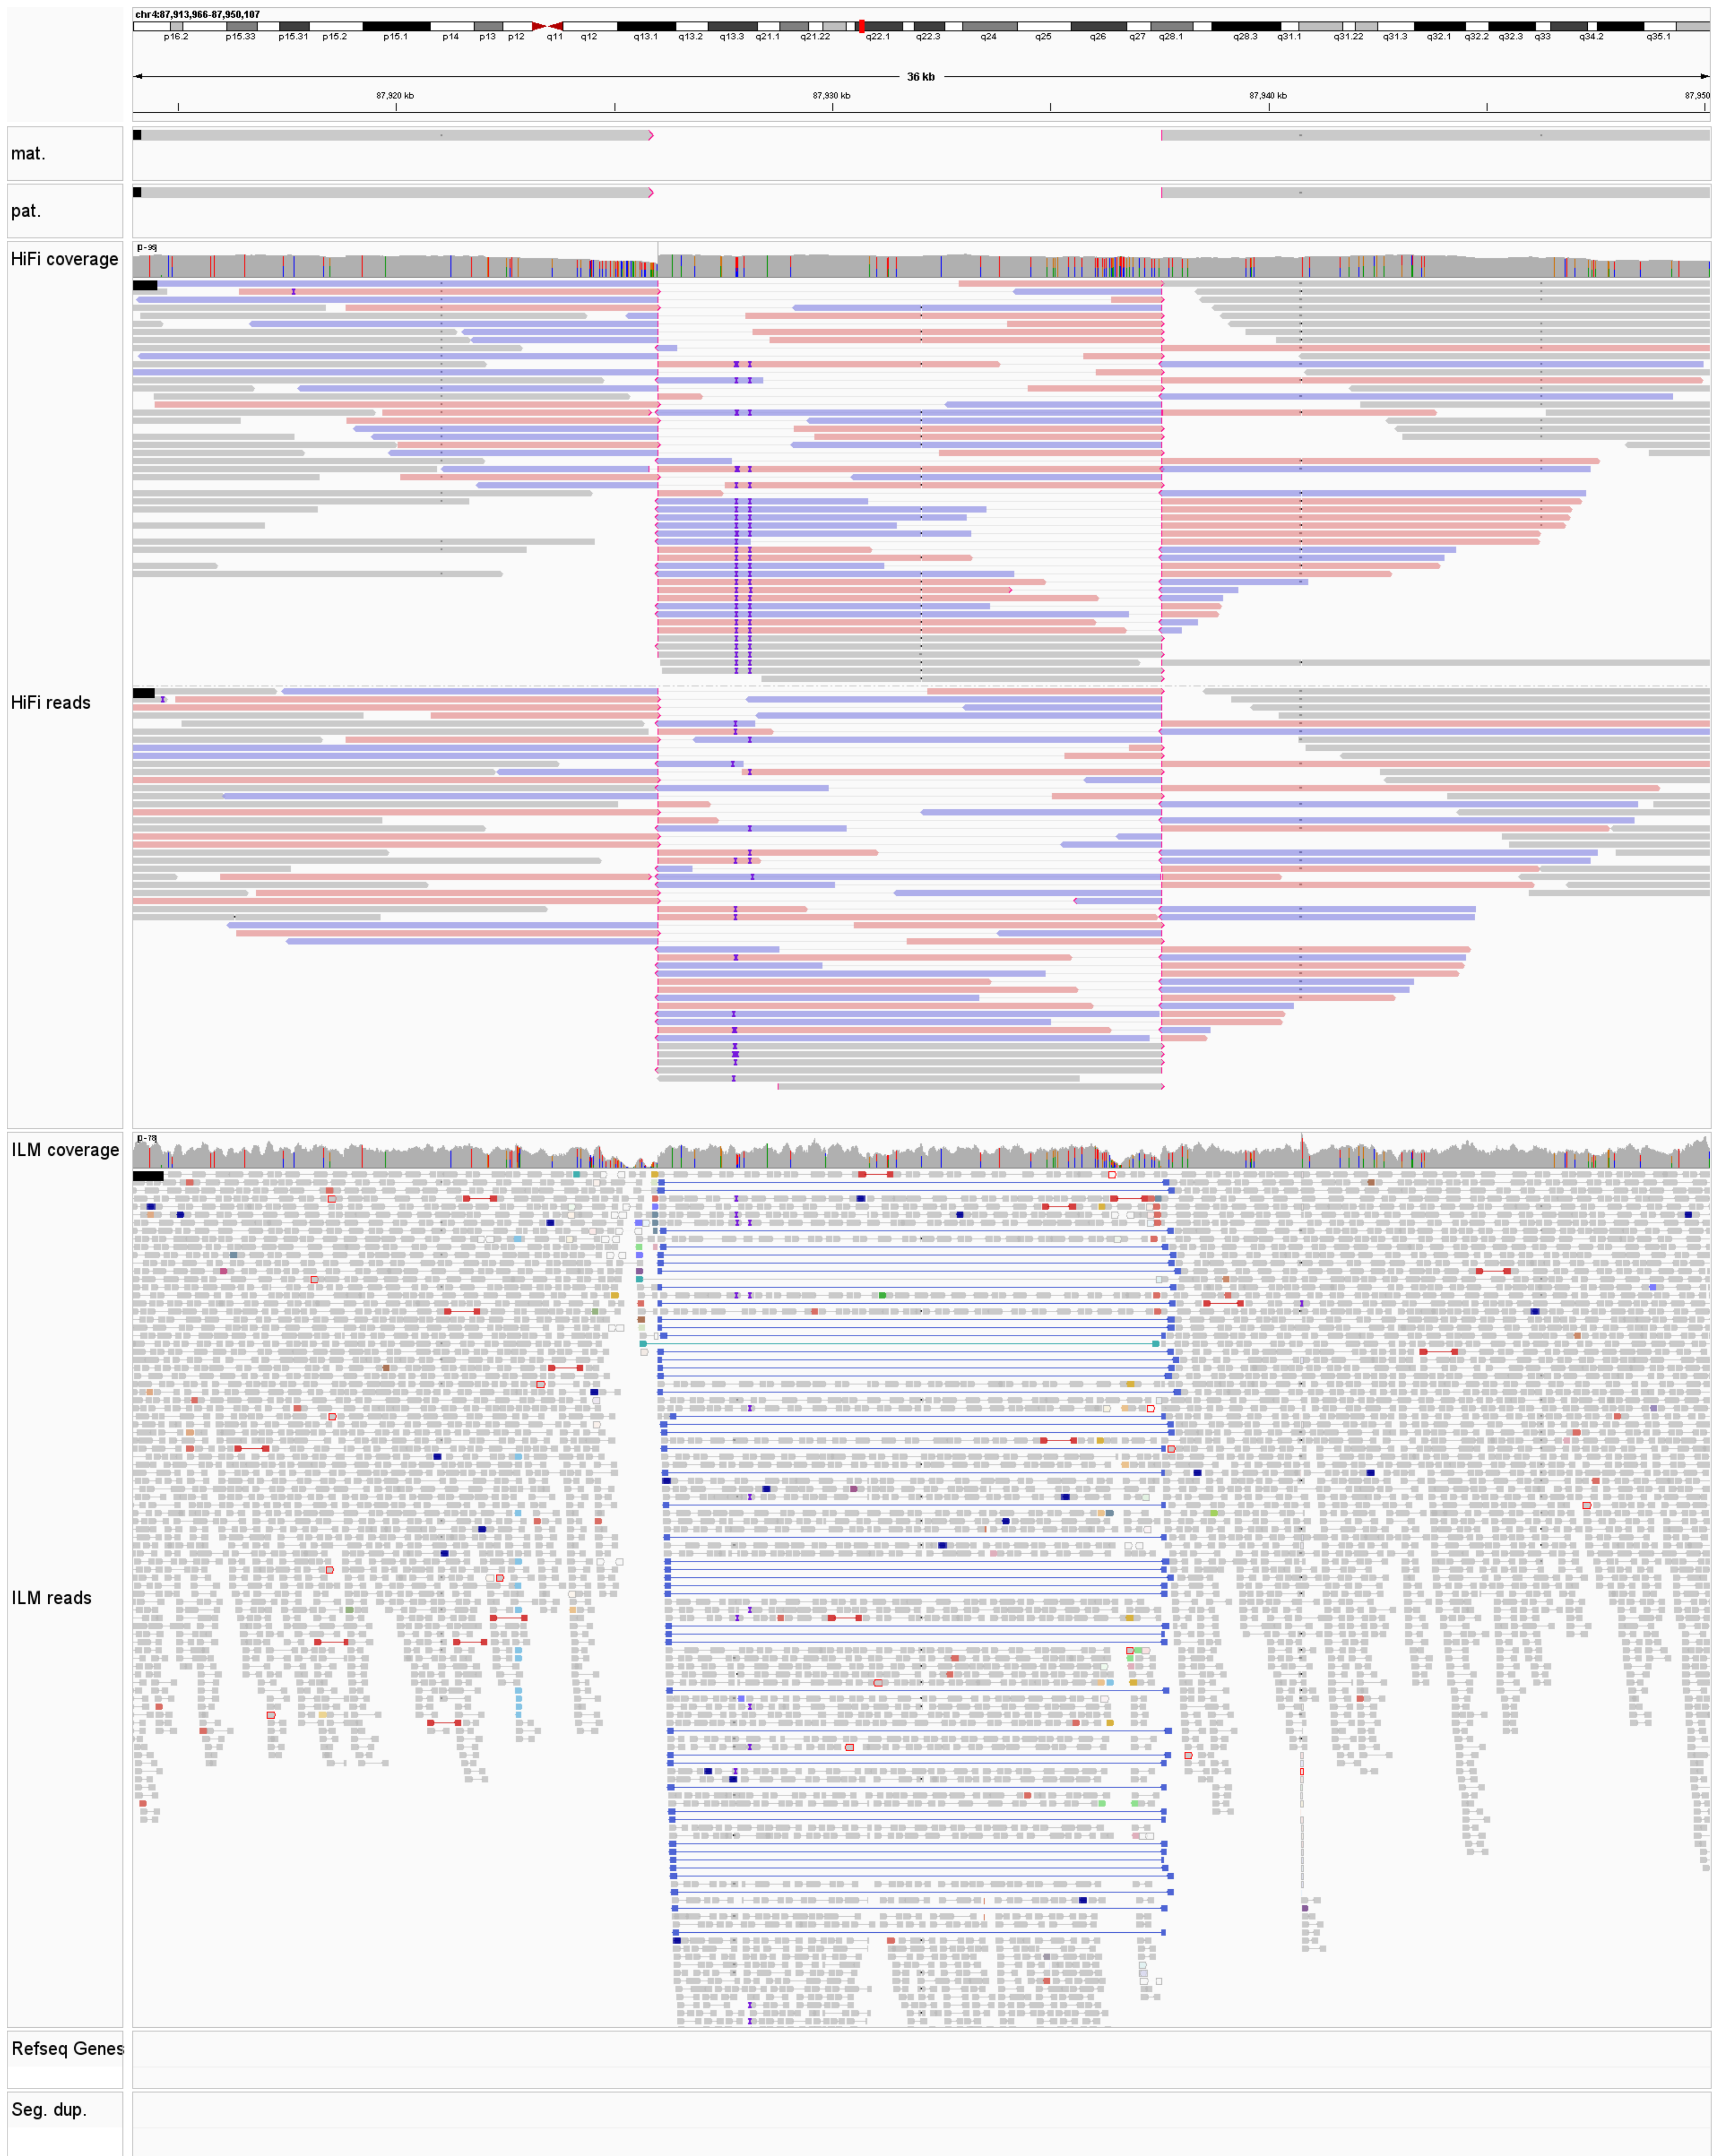 chr4:87,913,966-87,950,107
p16.2 p15.33 p15.31 p15.2 p15.1 p14 p13 p12 q11 q12 q13.1 q13.2 q13.3 q21.1 q21.22 q22.1 q22.3 q24 q25 q26 q27 q28.1 q28.3 q31.1 q31.22 q31.3 q32.1 q32.2 q32.3 q33 q34.2 q35.1
36 kb
87,920 kb 87,930 kb 87,940 kb 87,950
mat.
pat.
HiFi coverage
HiFi reads
ILM coverage
ILM reads
Refseq Genes
Seg. dup.